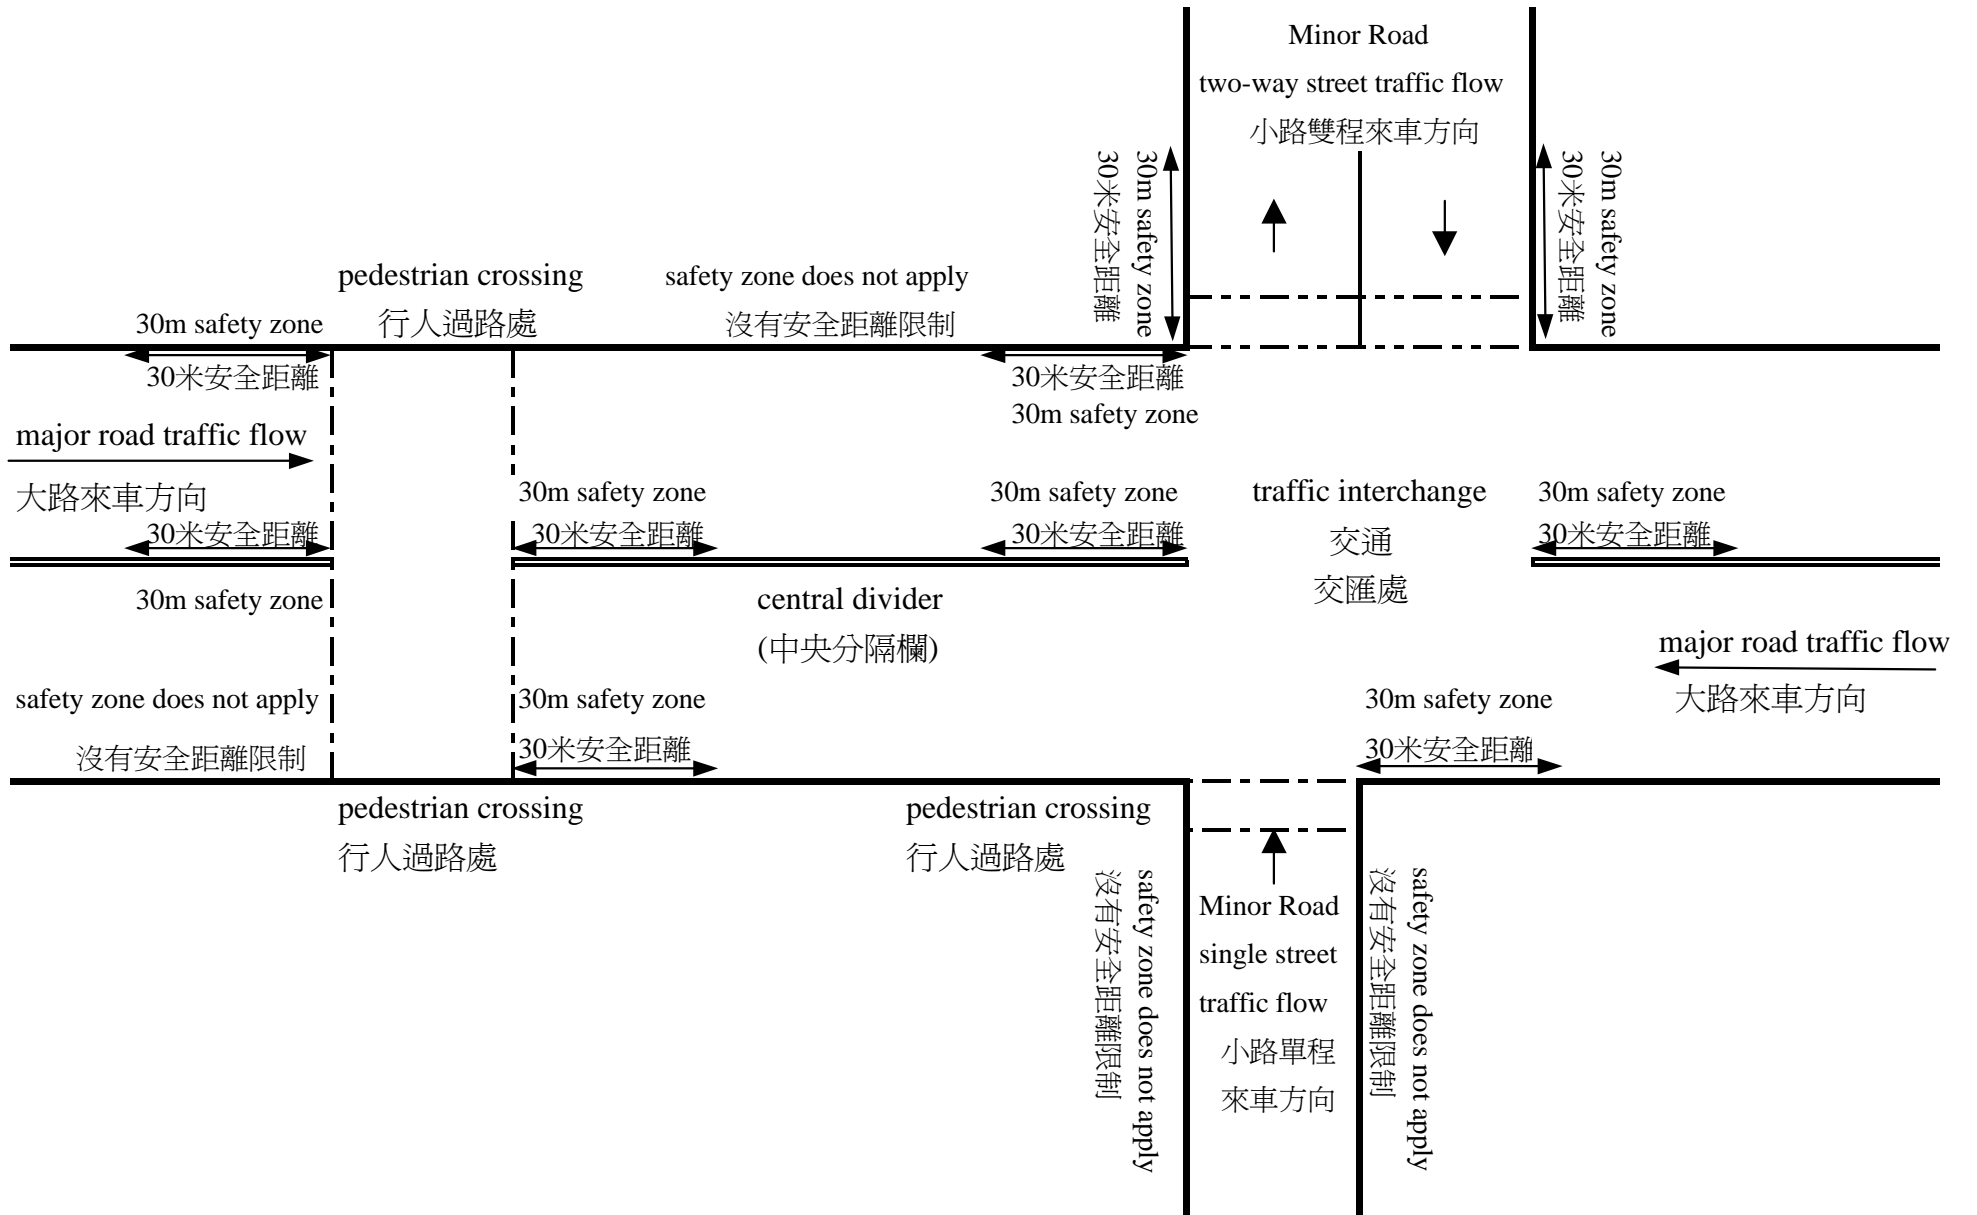 Minor Road
two-way street traffic flow
小路雙程來車方向
30m safety zone
30米安全距離
30m safety zone
30米安全距離
pedestrian crossing
行人過路處
safety zone does not apply
沒有安全距離限制
30m safety zone
30米安全距離
30米安全距離
30m safety zone
major road traffic flow
大路來車方向
30米安全距離
30m safety zone
30m safety zone
30米安全距離
30m safety zone
30米安全距離
traffic interchange
交通
交匯處
30m safety zone
30米安全距離
central divider
(中央分隔欄)
major road traffic flow
大路來車方向
safety zone does not apply
沒有安全距離限制
30m safety zone
30米安全距離
30m safety zone
30米安全距離
pedestrian crossing
行人過路處
pedestrian crossing
行人過路處
safety zone does not apply
沒有安全距離限制
Minor Road
single street
traffic flow
小路單程
來車方向
safety zone does not apply
沒有安全距離限制